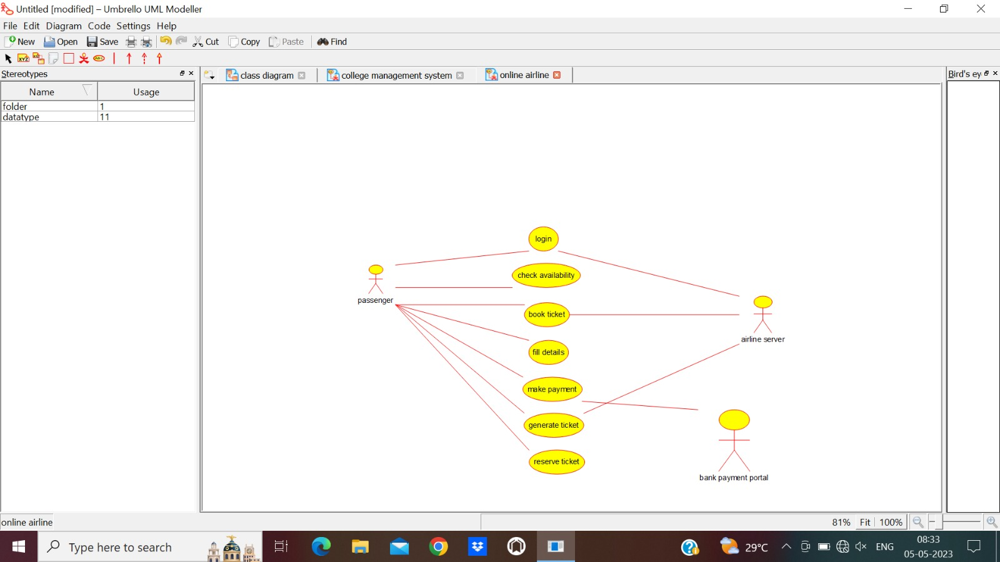 Untitled [modified] – Umbrello UML Modeller
File Edit Diagram Code Settings Help
New Open Save Cut Copy Paste Find
XYZ ABC
Stereotypes
Name Usage
folder 1
datatype 11
class diagram college management system online airline
Bird's ey
login
check availability
passenger
book ticket
airline server
fill details
make payment
generate ticket
reserve ticket
bank payment portal
online airline
81% Fit 100%
Type here to search
29°C ENG
08:33
05-05-2023